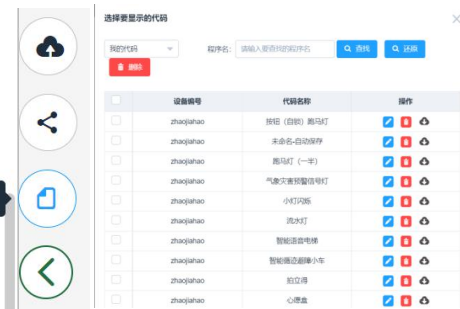 选择要显示的代码
我的代码 程序名: 请输入要查找的程序名 查找 还原
删除
设备编号 代码名称 操作
zhaojiahao 按钮（自锁）跑马灯
zhaojiahao 未命名-自动保存
zhaojiahao 跑马灯（一半）
zhaojiahao 气象灾害预警信号灯
zhaojiahao 小灯闪烁
zhaojiahao 流水灯
zhaojiahao 智能语音电梯
zhaojiahao 智能循迹避障小车
zhaojiahao 拍立得
zhaojiahao 心愿盒